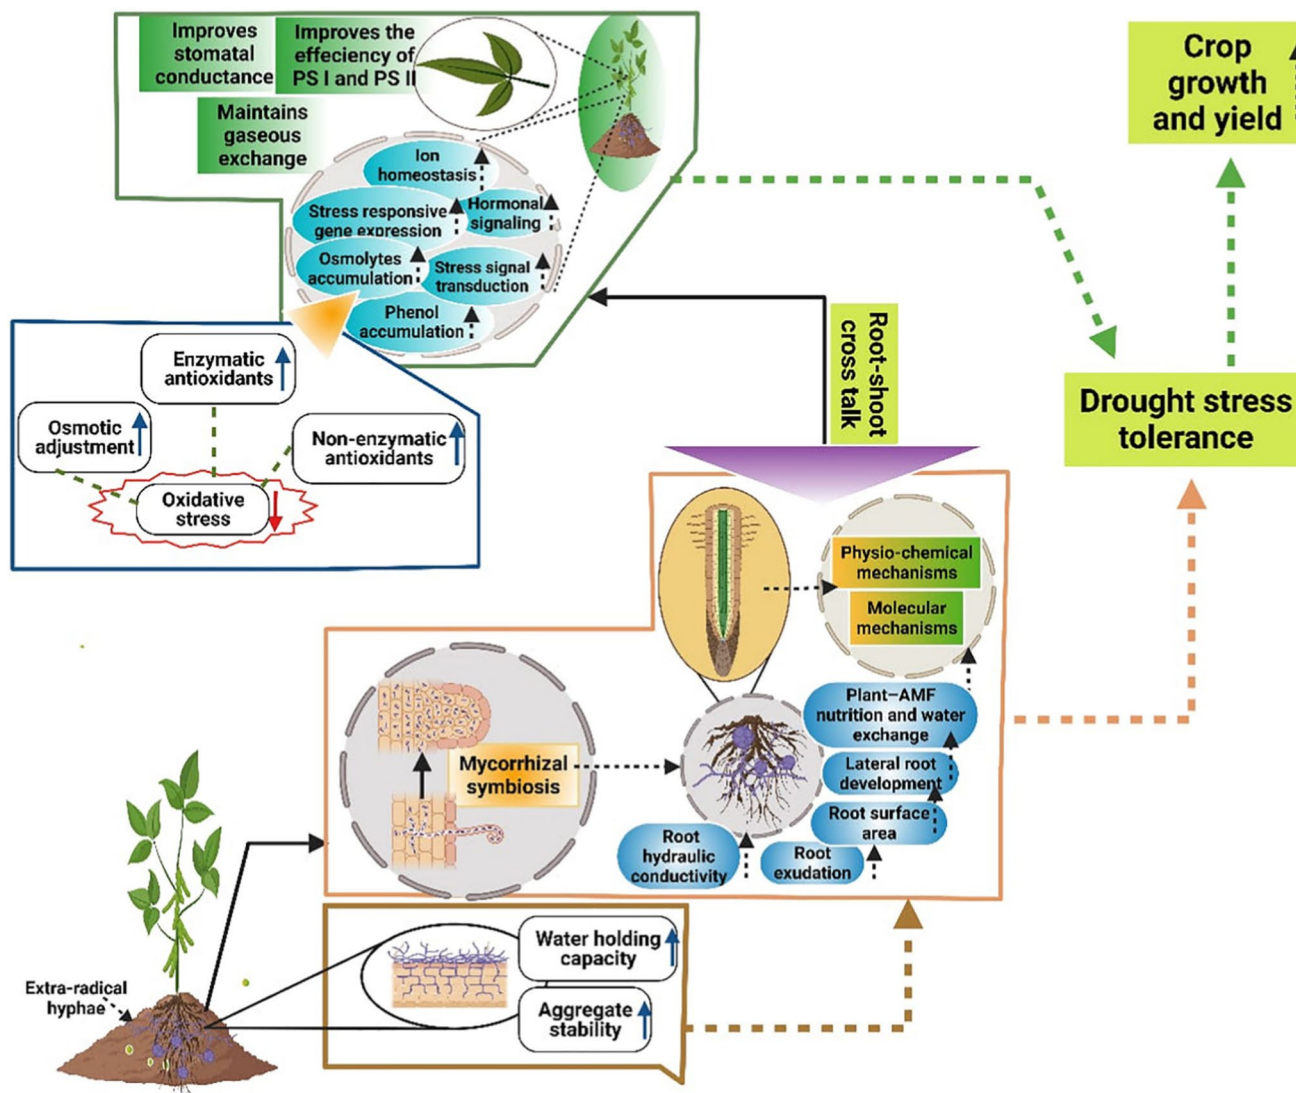 Improves
stomatal
conductance
Improves the
effeciency of
PS I and PS II
Maintains
gaseous
exchange
Crop
growth
and yield
Ion
homeostasis
Stress responsive
gene expression
Hormonal
signaling
Osmolytes
accumulation
Stress signal
transduction
Phenol
accumulation
Root-shoot
cross talk
Enzymatic
antioxidants
Osmotic
adjustment
Non-enzymatic
antioxidants
Oxidative
stress
Drought stress
tolerance
Physio-chemical
mechanisms
Molecular
mechanisms
Plant–AMF
nutrition and water
exchange
Mycorrhizal
symbiosis
Lateral root
development
Root surface
area
Root
hydraulic
conductivity
Root
exudation
Water holding
capacity
Aggregate
stability
Extra-radical
hyphae